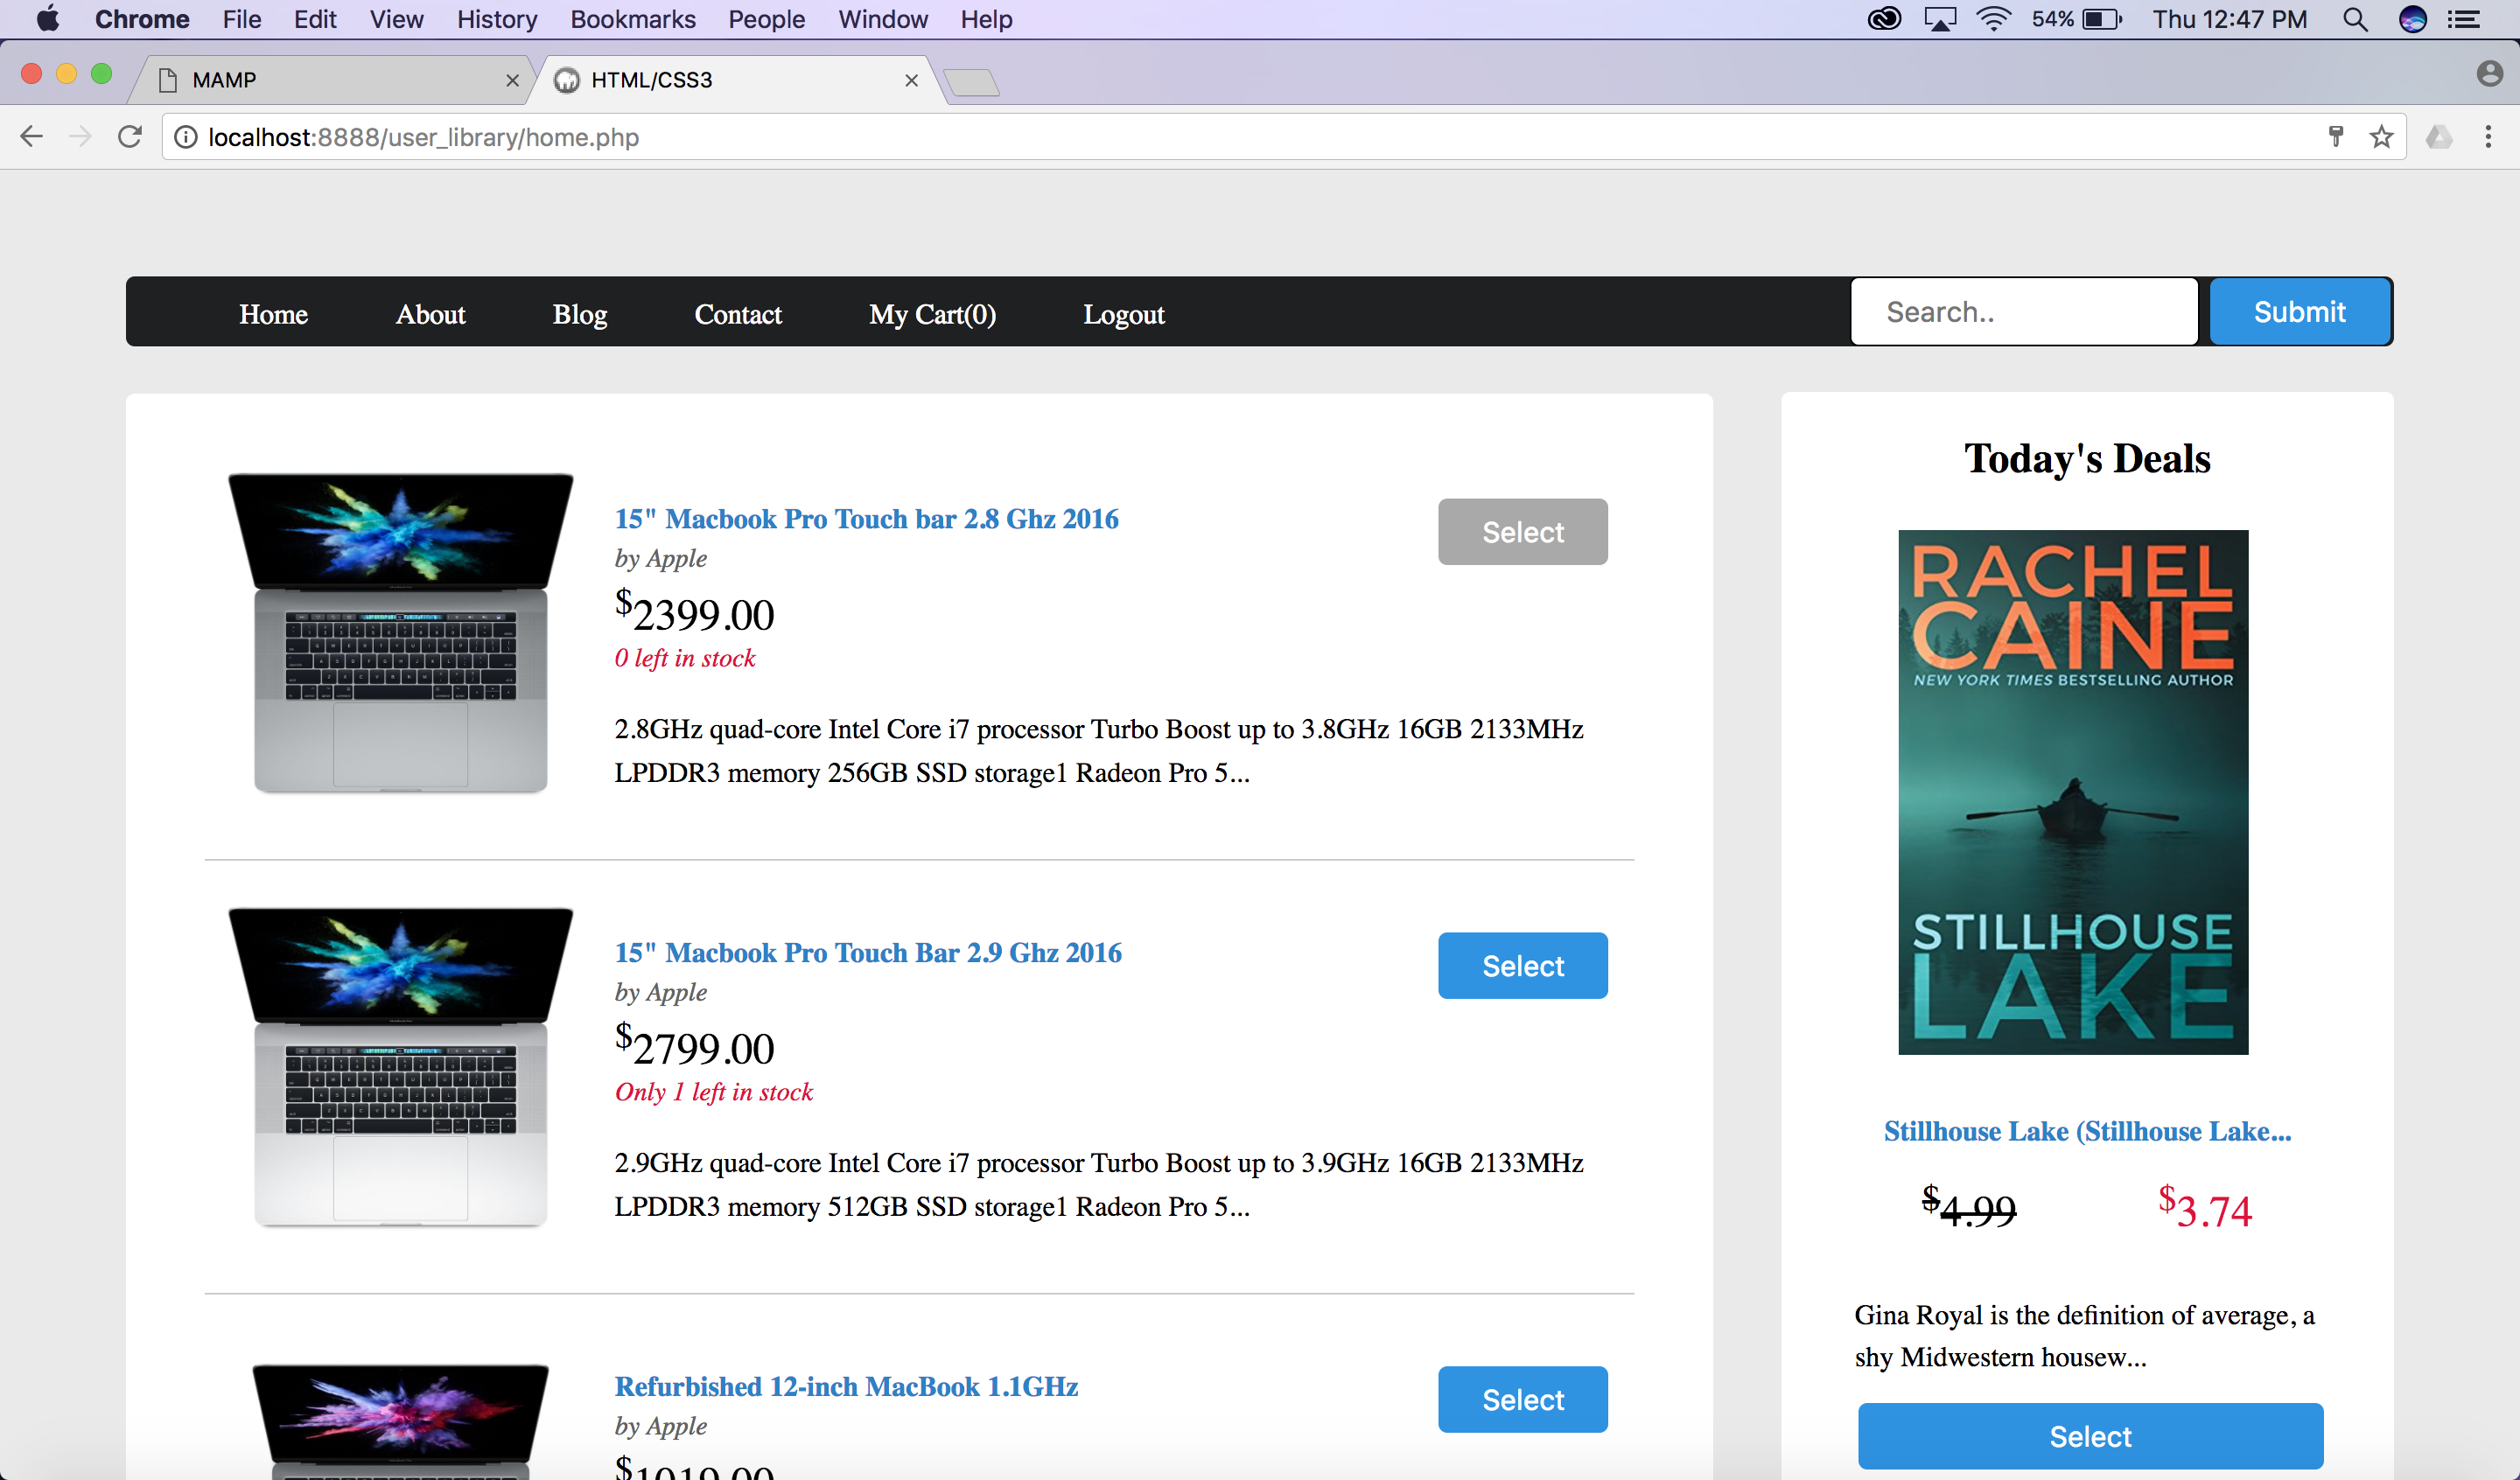 Chrome File Edit View History Bookmarks People Window Help 54% Thu 12:47 PM
MAMP HTML/CSS3
localhost:8888/user_library/home.php
Home About Blog Contact My Cart(0) Logout Search.. Submit
15" Macbook Pro Touch bar 2.8 Ghz 2016
by Apple
$2399.00
0 left in stock
Select
2.8GHz quad-core Intel Core i7 processor Turbo Boost up to 3.8GHz 16GB 2133MHz
LPDDR3 memory 256GB SSD storage1 Radeon Pro 5...
15" Macbook Pro Touch Bar 2.9 Ghz 2016
by Apple
$2799.00
Only 1 left in stock
Select
2.9GHz quad-core Intel Core i7 processor Turbo Boost up to 3.9GHz 16GB 2133MHz
LPDDR3 memory 512GB SSD storage1 Radeon Pro 5...
Refurbished 12-inch MacBook 1.1GHz
by Apple
$1019.00
Select
Today's Deals
RACHEL
CAINE
NEW YORK TIMES BESTSELLING AUTHOR
STILLHOUSE
LAKE
Stillhouse Lake (Stillhouse Lake...
$4.99 $3.74
Gina Royal is the definition of average, a
shy Midwestern housew...
Select